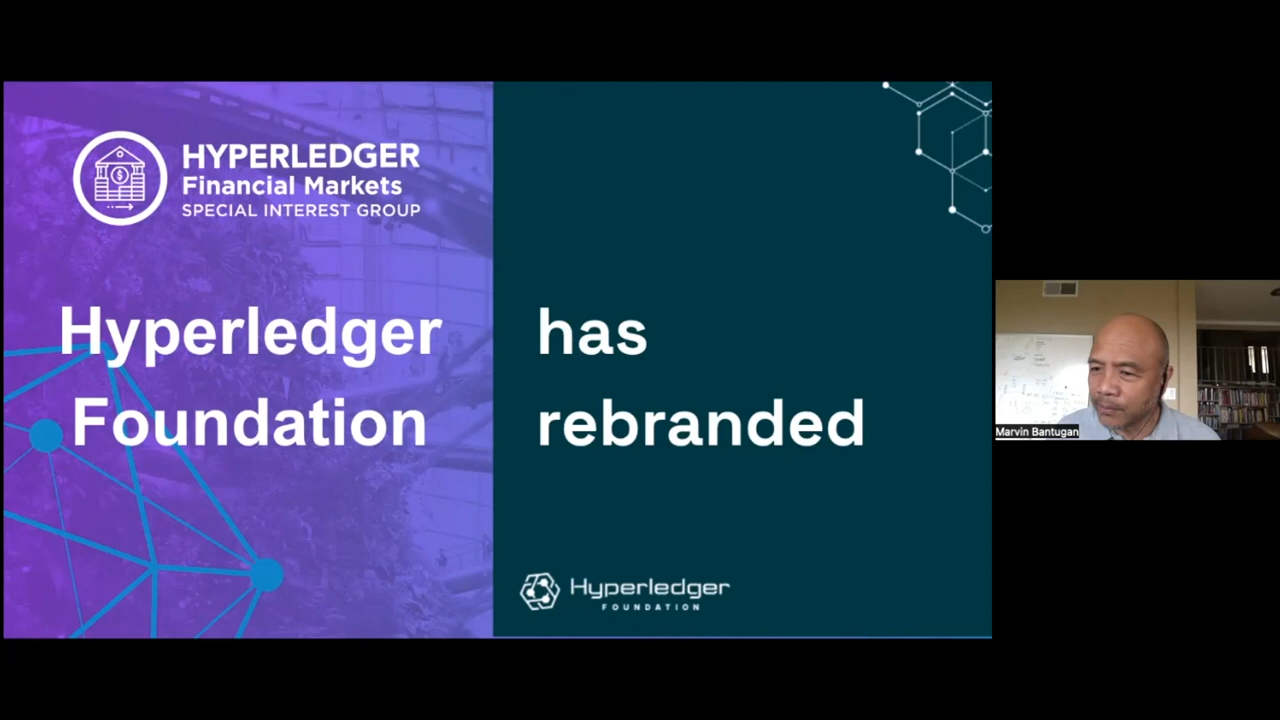 HYPERLEDGER
Financial Markets
SPECIAL INTEREST GROUP
Hyperledger
Foundation
has
rebranded
Hyperledger
FOUNDATION
Marvin Bantugan